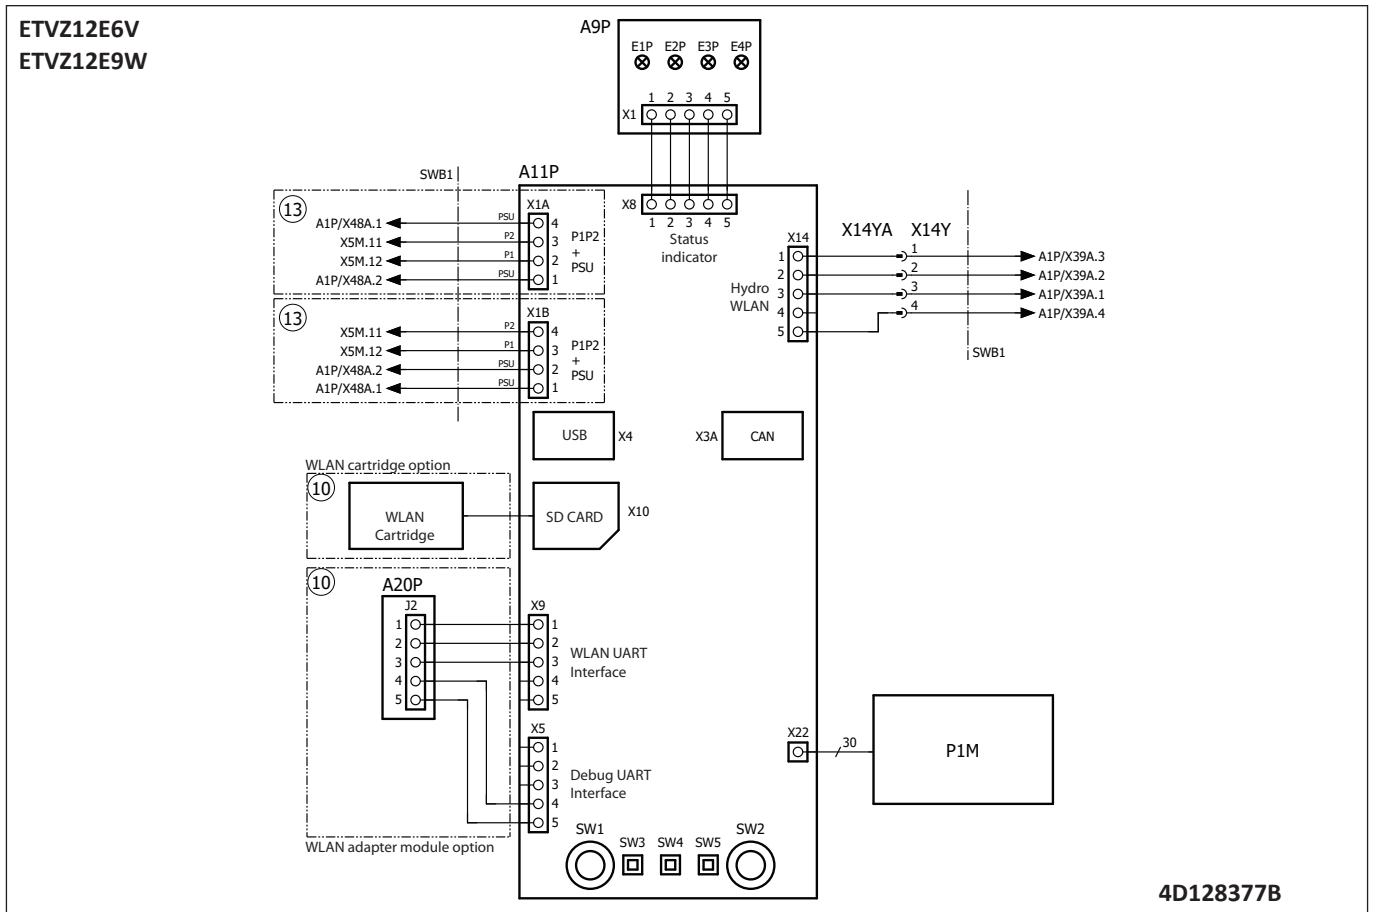 ETVZ12E6V
ETVZ12E9W
A9P
E1P E2P E3P E4P
1 2 3 4 5
X1
SWB1
A11P
13
X1A
A1P/X48A.1 PSU 4
X5M.11 P2 3
X5M.12 P1 2
A1P/X48A.2 PSU 1
P1P2
+
PSU
X8
1 2 3 4 5
Status
indicator
X14 X14YA X14Y
1 1 A1P/X39A.3
2 2 A1P/X39A.2
3 3 A1P/X39A.1
4 4 A1P/X39A.4
5
Hydro
WLAN
SWB1
13
X1B
X5M.11 P2 4
X5M.12 P1 3
A1P/X48A.2 PSU 2
A1P/X48A.1 PSU 1
P1P2
+
PSU
USB X4
X3A CAN
WLAN cartridge option
10
WLAN
Cartridge
SD CARD X10
10
A20P
J2
1
2
3
4
5
X9
1
2
3
4
5
WLAN UART
Interface
X5
1
2
3
4
5
Debug UART
Interface
WLAN adapter module option
X22 30 P1M
SW1 SW3 SW4 SW5 SW2
4D128377B